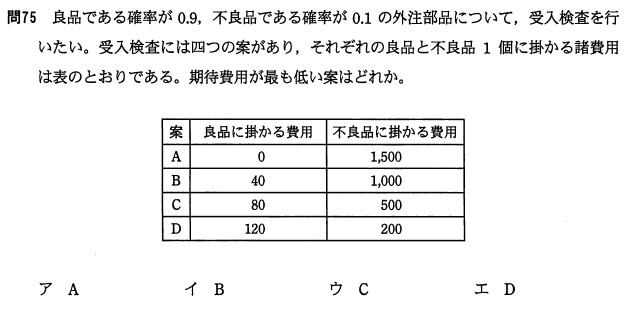 問75 良品である確率が 0.9，不良品である確率が 0.1 の外注部品について，受入検査を行
いたい。受入検査には四つの案があり，それぞれの良品と不良品 1 個に掛かる諸費用
は表のとおりである。期待費用が最も低い案はどれか。
案 良品に掛かる費用 不良品に掛かる費用
A 0 1,500
B 40 1,000
C 80 500
D 120 200
ア A イ B ウ C エ D